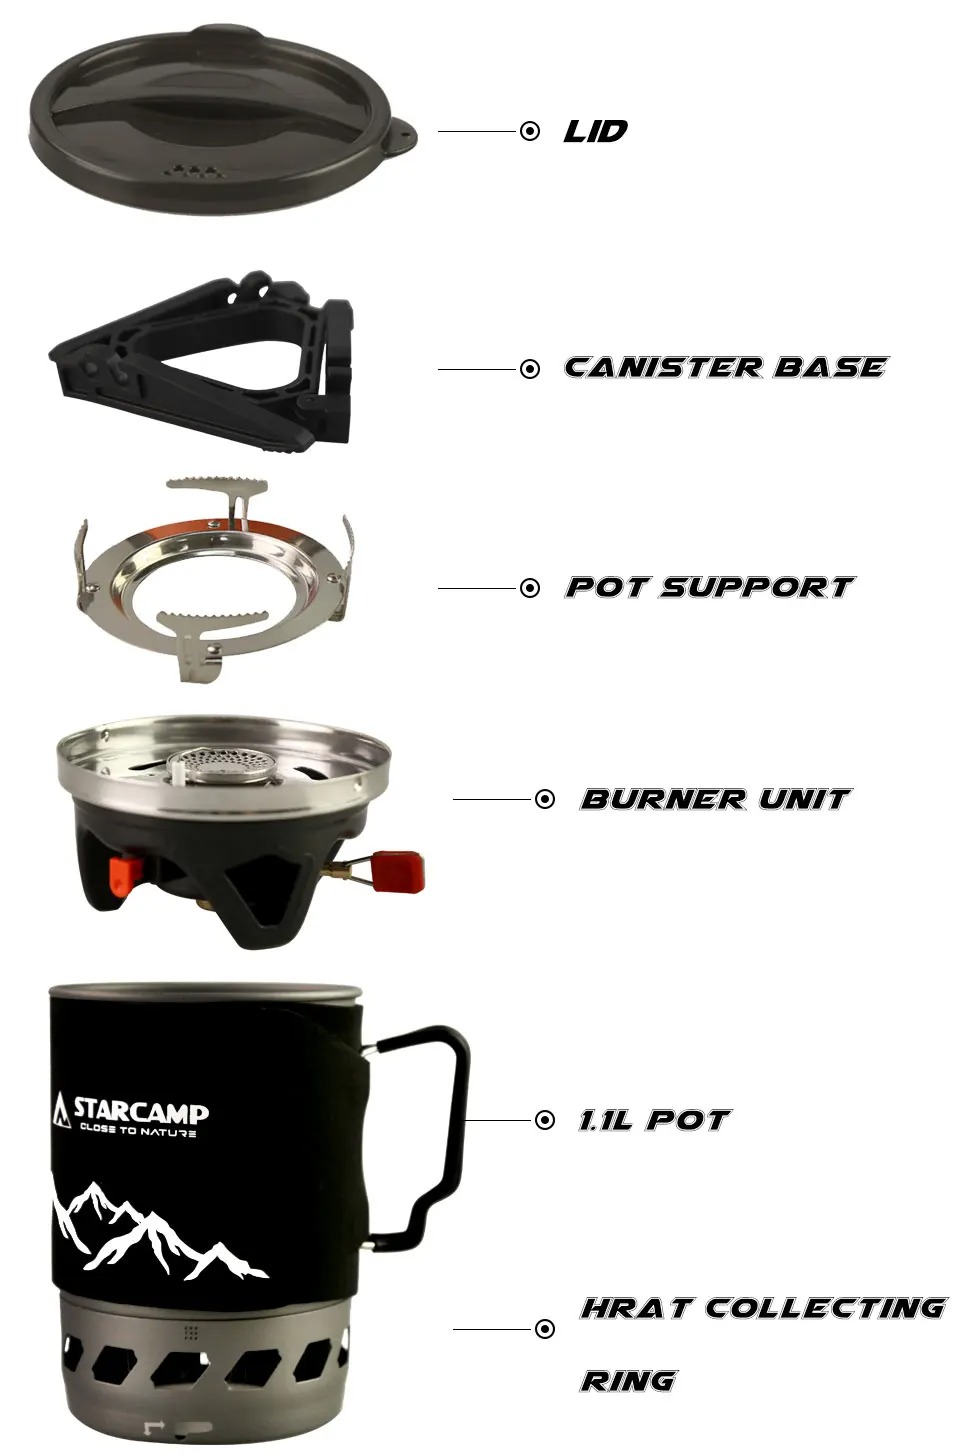 LID
CANISTER BASE
POT SUPPORT
BURNER UNIT
STARCAMP
CLOSE TO NATURE
1.1L POT
HRAT COLLECTING
RING